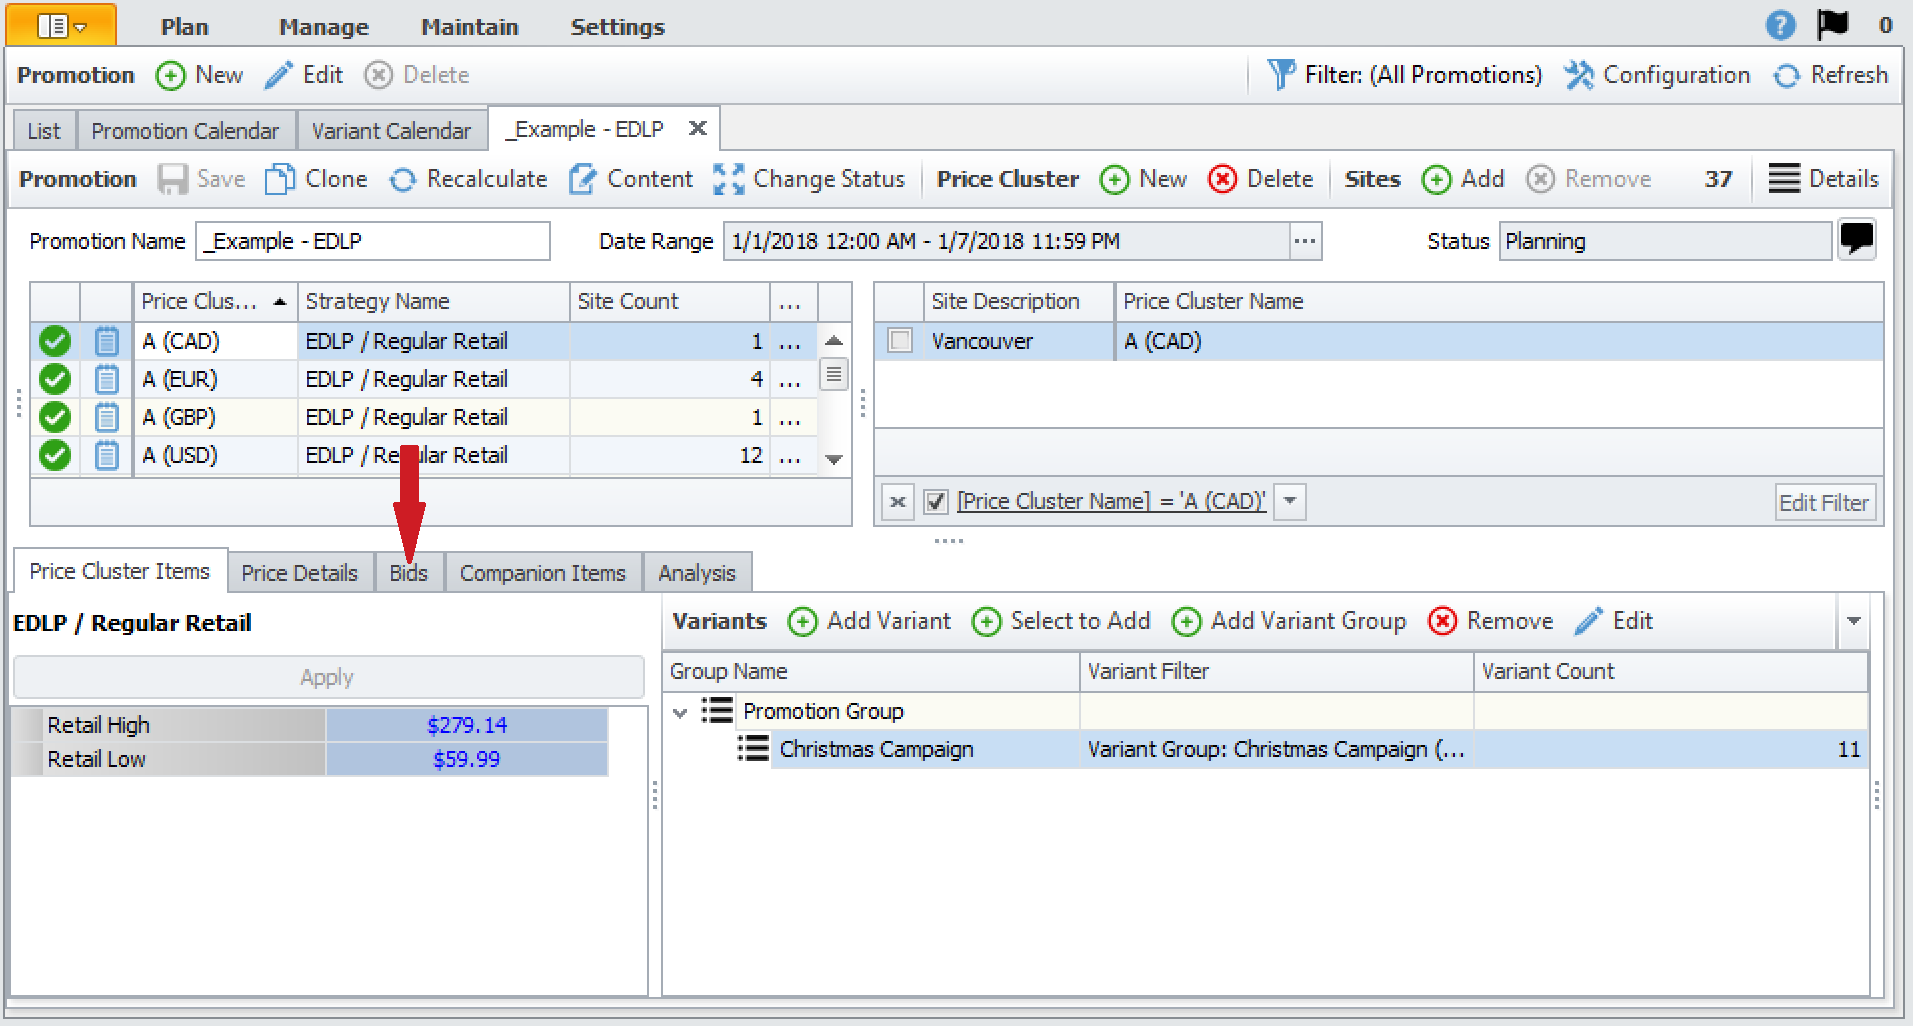 Plan Manage Maintain Settings 0
Promotion New Edit Delete Filter: (All Promotions) Configuration Refresh
List Promotion Calendar Variant Calendar _Example - EDLP
Promotion Save Clone Recalculate Content Change Status Price Cluster New Delete Sites Add Remove 37 Details
Promotion Name _Example - EDLP Date Range 1/1/2018 12:00 AM - 1/7/2018 11:59 PM ... Status Planning
Price Clus... Strategy Name Site Count ... Site Description Price Cluster Name
A (CAD) EDLP / Regular Retail 1 ... Vancouver A (CAD)
A (EUR) EDLP / Regular Retail 4 ...
A (GBP) EDLP / Regular Retail 1 ...
A (USD) EDLP / Regular Retail 12 ...
[Price Cluster Name] = 'A (CAD)' Edit Filter
Price Cluster Items Price Details Bids Companion Items Analysis
EDLP / Regular Retail Variants Add Variant Select to Add Add Variant Group Remove Edit
Apply Group Name Variant Filter Variant Count
Retail High $279.14 Promotion Group
Retail Low $59.99 Christmas Campaign Variant Group: Christmas Campaign (... 11